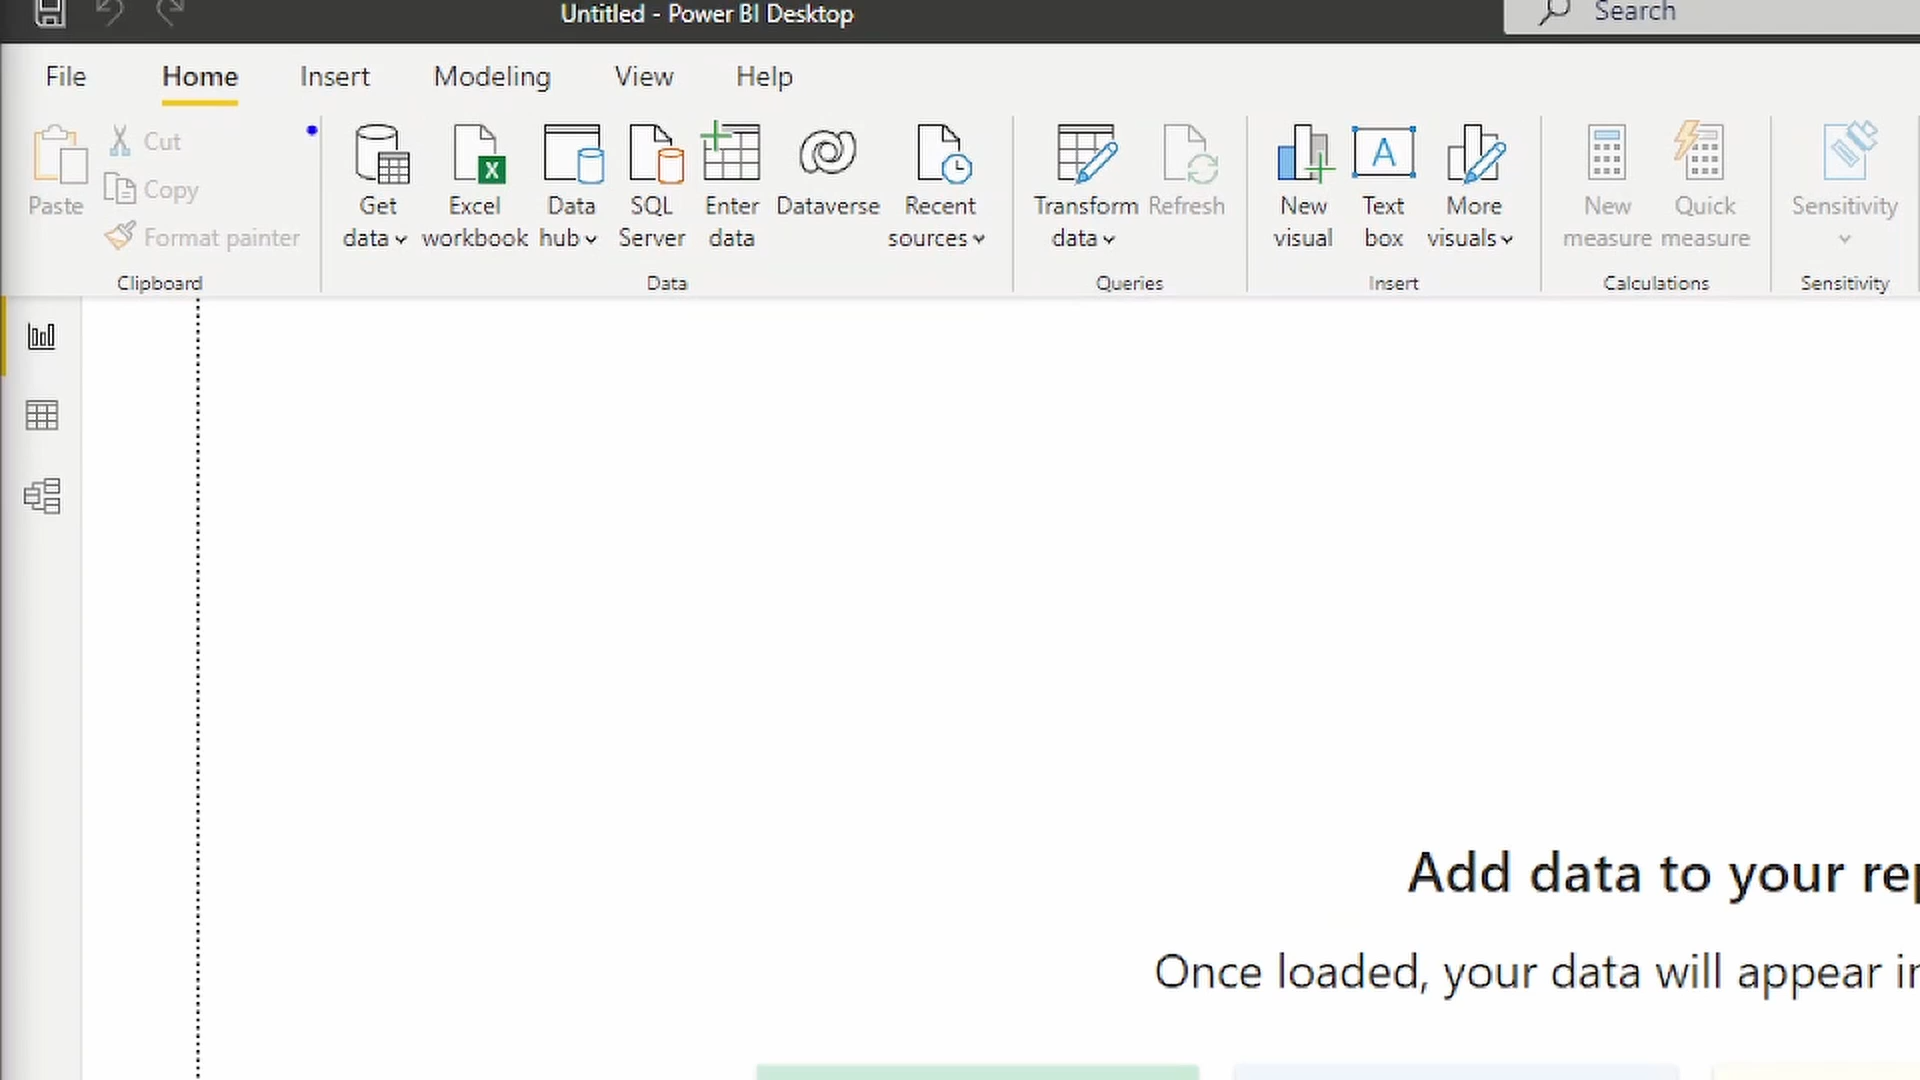 Untitled - Power BI Desktop
Search
File Home Insert Modeling View Help
Paste
Cut
Copy
Format painter
Clipboard
Get data
Excel workbook
Data hub
SQL Server
Enter data
Dataverse
Recent sources
Data
Transform data
Refresh
Queries
New visual
Text box
More visuals
Insert
New measure
Quick measure
Calculations
Sensitivity
Sensitivity
Add data to your rep
Once loaded, your data will appear in